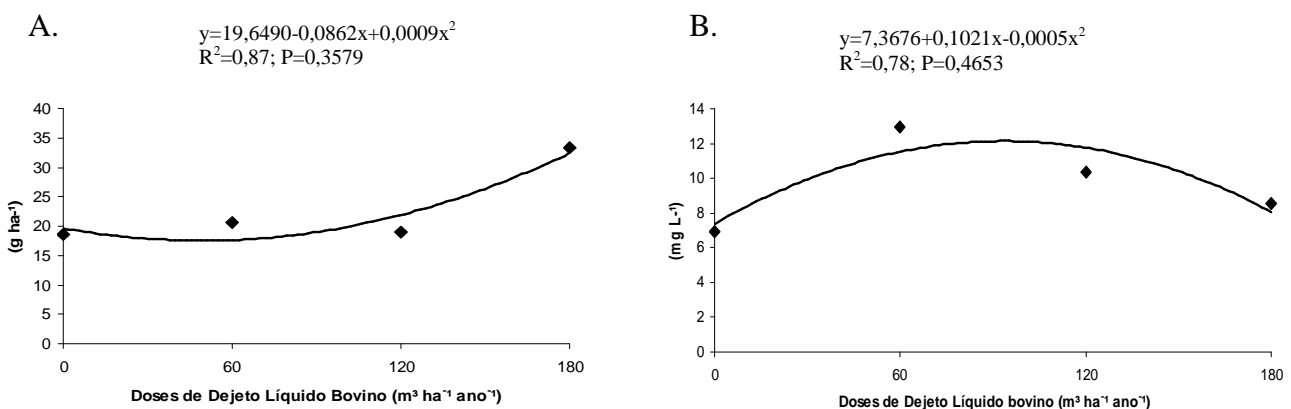 A.
y=19,6490-0,0862x+0,0009x²
R²=0,87; P=0,3579
40
35
30
25
20
15
10
5
0
(g ha⁻¹)
0 60 120 180
Doses de Dejeto Líquido Bovino (m³ ha⁻¹ ano⁻¹)
B.
y=7,3676+0,1021x-0,0005x²
R²=0,78; P=0,4653
14
12
10
8
6
4
2
0
(mg L⁻¹)
0 60 120 180
Doses de Dejeto Líquido bovino (m³ ha⁻¹ ano⁻¹)